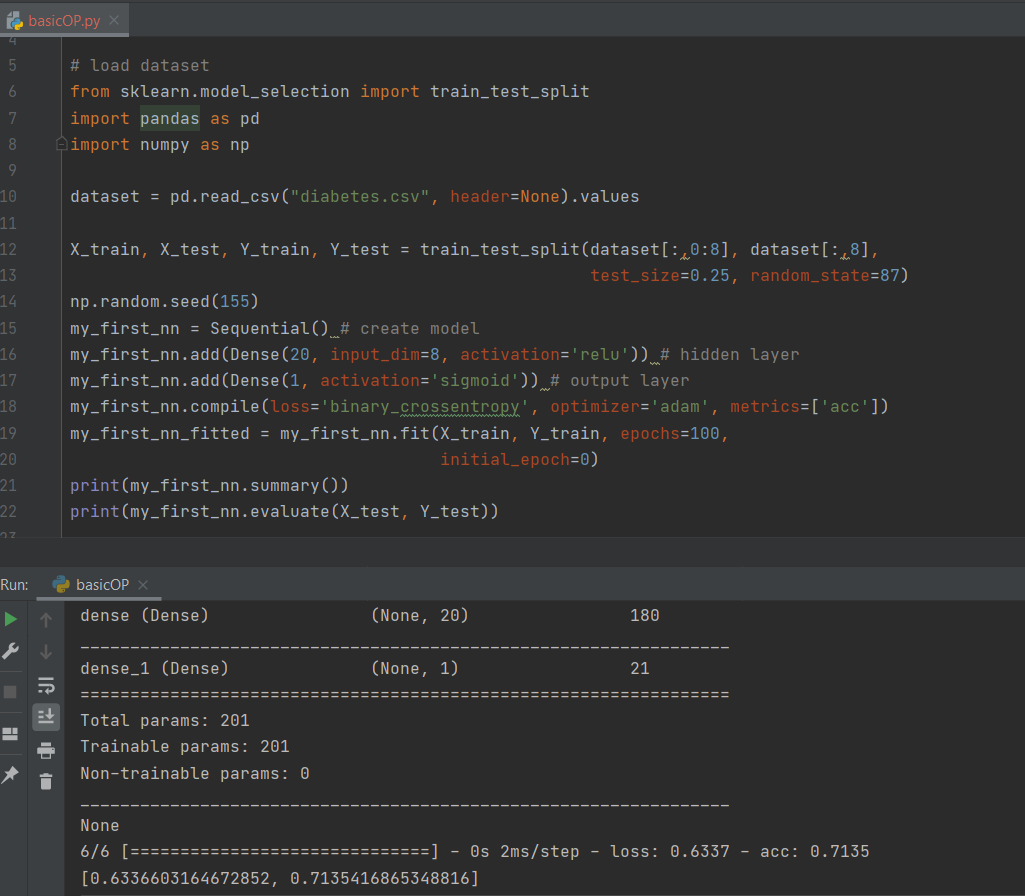 basicOP.py
4
5 # load dataset
6 from sklearn.model_selection import train_test_split
7 import pandas as pd
8 import numpy as np
9
10 dataset = pd.read_csv("diabetes.csv", header=None).values
11
12 X_train, X_test, Y_train, Y_test = train_test_split(dataset[:,0:8], dataset[:,8],
13 test_size=0.25, random_state=87)
14 np.random.seed(155)
15 my_first_nn = Sequential() # create model
16 my_first_nn.add(Dense(20, input_dim=8, activation='relu')) # hidden layer
17 my_first_nn.add(Dense(1, activation='sigmoid')) # output layer
18 my_first_nn.compile(loss='binary_crossentropy', optimizer='adam', metrics=['acc'])
19 my_first_nn_fitted = my_first_nn.fit(X_train, Y_train, epochs=100,
20 initial_epoch=0)
21 print(my_first_nn.summary())
22 print(my_first_nn.evaluate(X_test, Y_test))
23
Run: basicOP
dense (Dense) (None, 20) 180
_________________________________________________________________
dense_1 (Dense) (None, 1) 21
=================================================================
Total params: 201
Trainable params: 201
Non-trainable params: 0
_________________________________________________________________
None
6/6 [==============================] - 0s 2ms/step - loss: 0.6337 - acc: 0.7135
[0.6336603164672852, 0.7135416865348816]